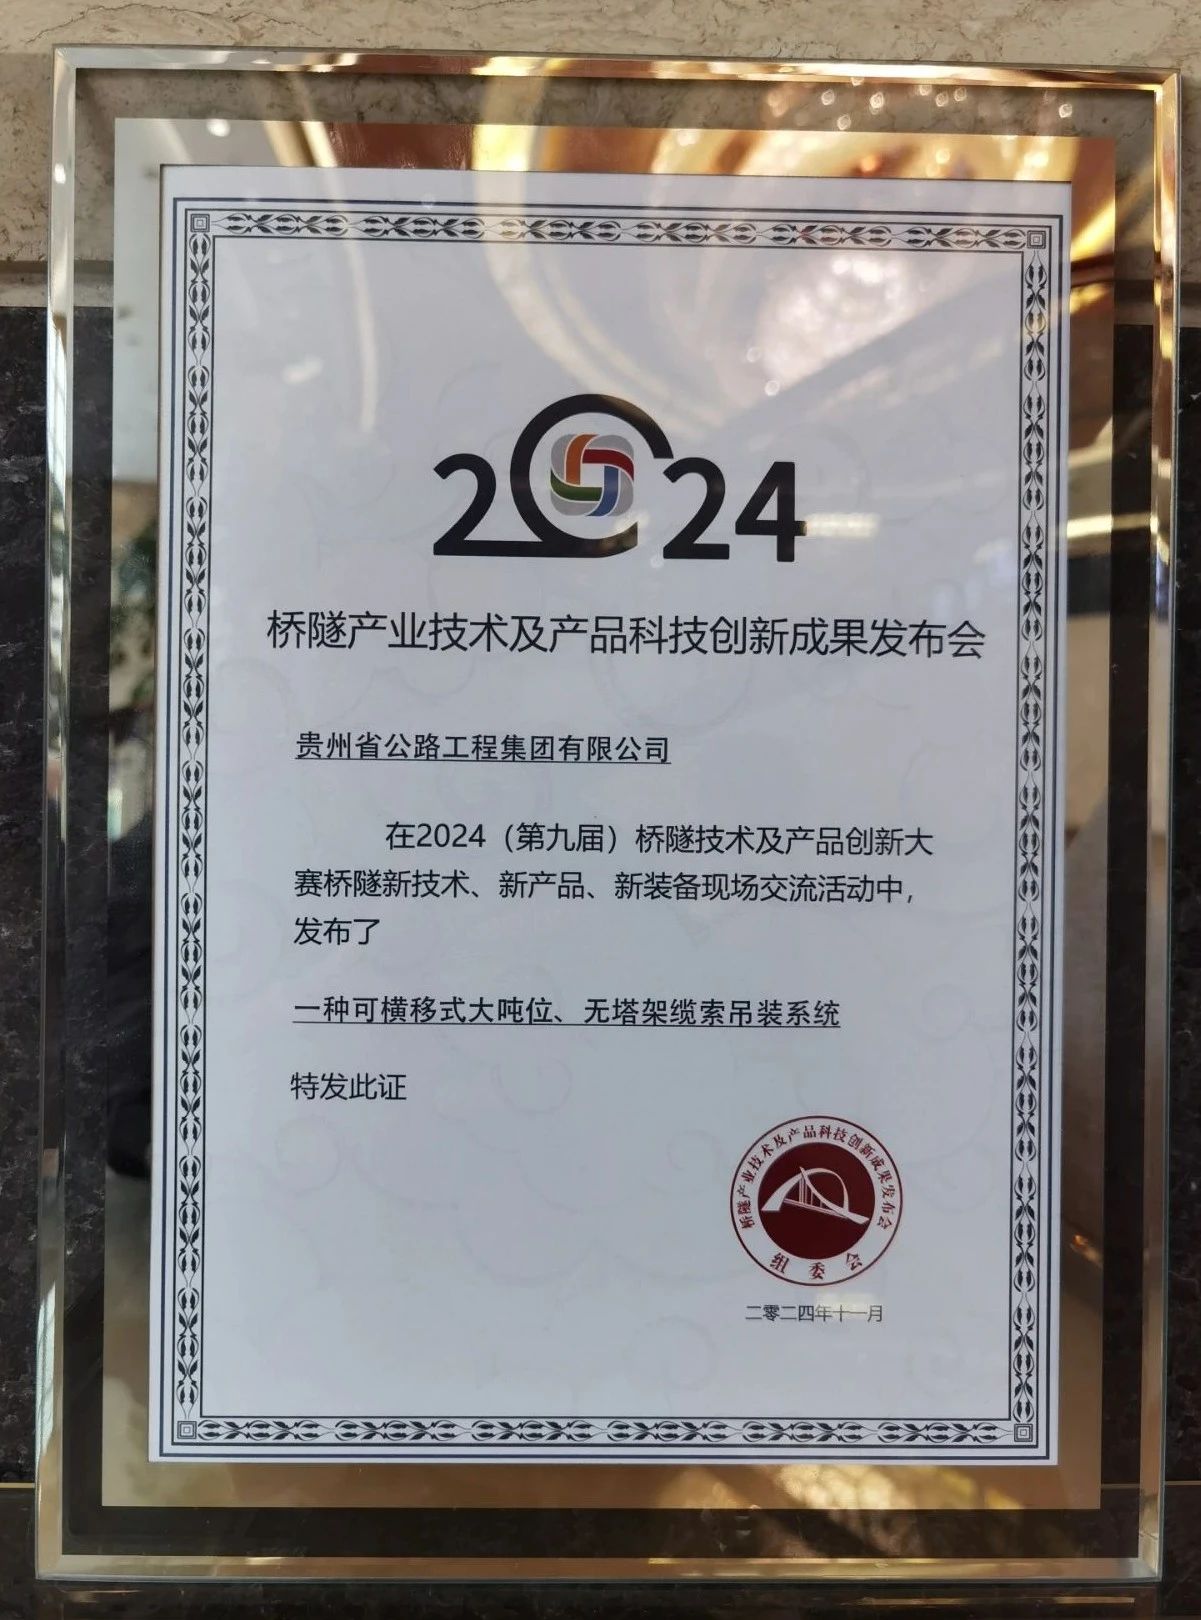 2024
桥隧产业技术及产品科技创新成果发布会
贵州省公路工程集团有限公司
在2024（第九届）桥隧技术及产品创新大
赛桥隧新技术、新产品、新装备现场交流活动中，
发布了
一种可横移式大吨位、无塔架缆索吊装系统
特发此证
桥隧产业技术及产品科技创新成果发布会
组委会
二零二四年十一月